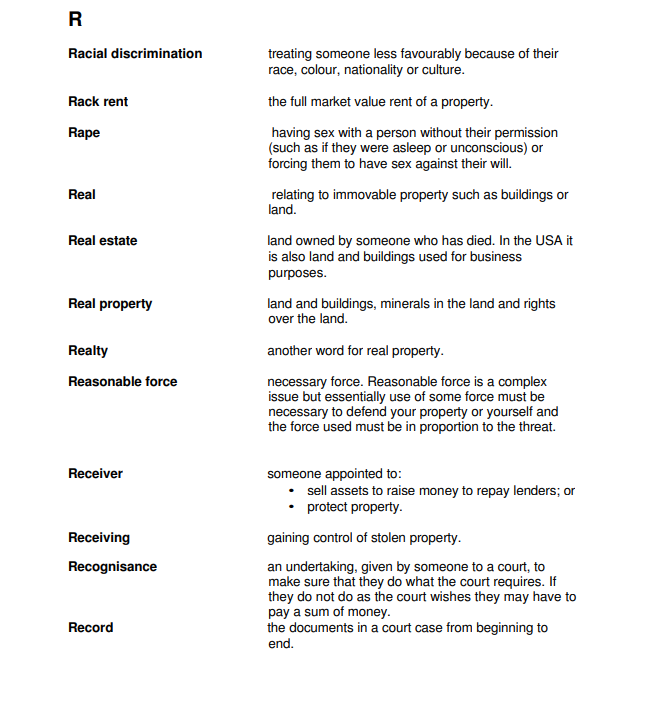 R
Racial discrimination treating someone less favourably because of their
race, colour, nationality or culture.
Rack rent the full market value rent of a property.
Rape having sex with a person without their permission
(such as if they were asleep or unconscious) or
forcing them to have sex against their will.
Real relating to immovable property such as buildings or
land.
Real estate land owned by someone who has died. In the USA it
is also land and buildings used for business
purposes.
Real property land and buildings, minerals in the land and rights
over the land.
Realty another word for real property.
Reasonable force necessary force. Reasonable force is a complex
issue but essentially use of some force must be
necessary to defend your property or yourself and
the force used must be in proportion to the threat.
Receiver someone appointed to:
• sell assets to raise money to repay lenders; or
• protect property.
Receiving gaining control of stolen property.
Recognisance an undertaking, given by someone to a court, to
make sure that they do what the court requires. If
they do not do as the court wishes they may have to
pay a sum of money.
Record the documents in a court case from beginning to
end.